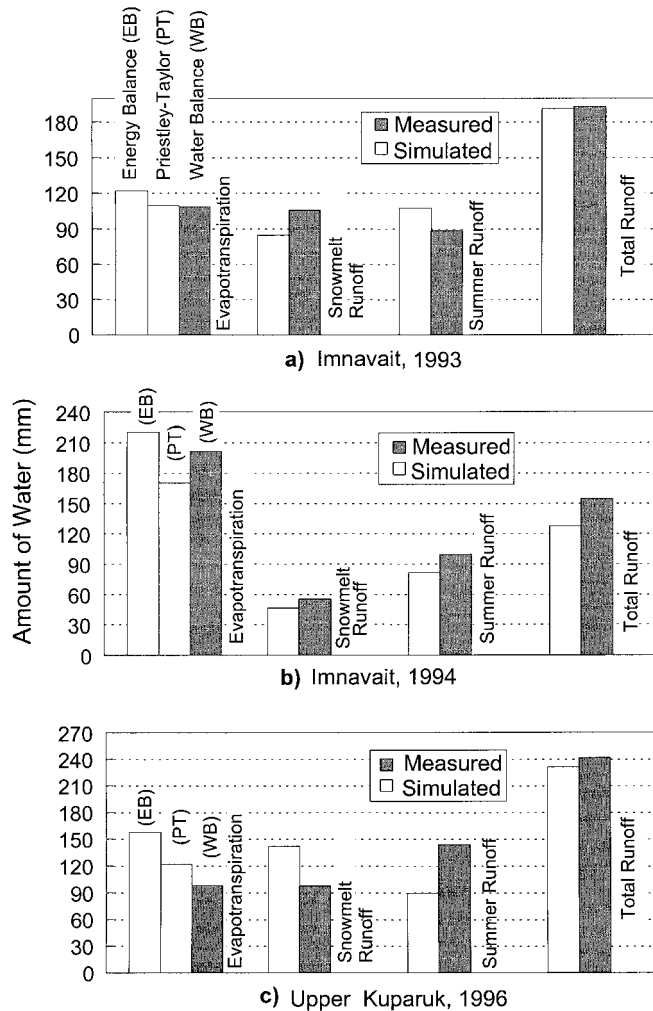 Energy Balance (EB)
Priestley-Taylor (PT)
Water Balance (WB)
180
150
120
90
60
30
0
Measured
Simulated
Evapotranspiration
Snowmelt
Runoff
Summer Runoff
Total Runoff
a) Imnavait, 1993
Amount of Water (mm)
240
210
180
150
120
90
60
30
0
(EB)
(PT)
(WB)
Measured
Simulated
Evapotranspiration
Snowmelt
Runoff
Summer Runoff
Total Runoff
b) Imnavait, 1994
270
240
210
180
150
120
90
60
30
0
(EB)
(PT)
(WB)
Measured
Simulated
Evapotranspiration
Snowmelt
Runoff
Summer Runoff
Total Runoff
c) Upper Kuparuk, 1996